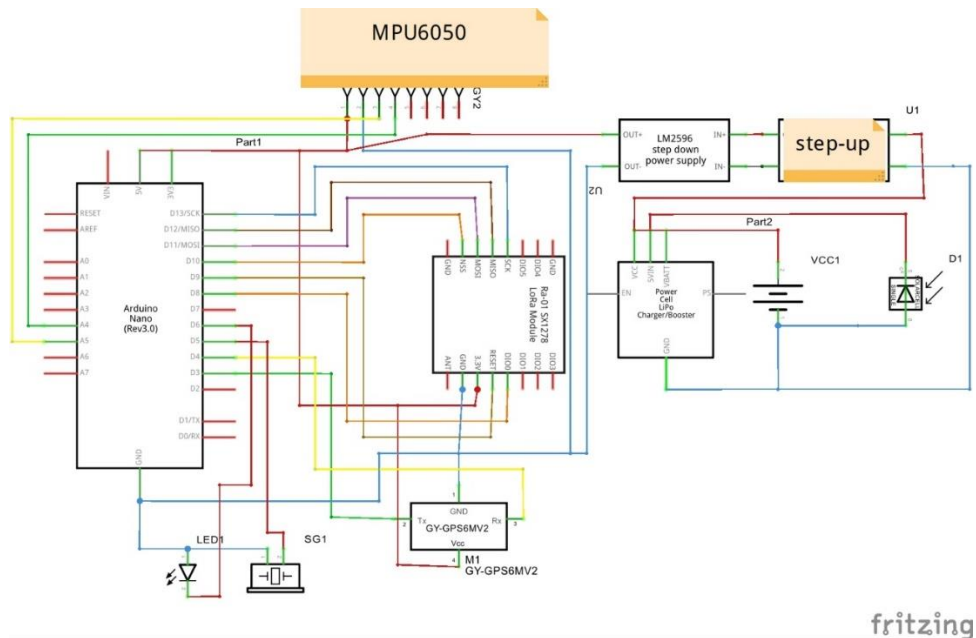 MPU6050
GY2
Part1
VIN
5V
3VE
RESET
AREF
A0
A1
A2
A3
A4
A5
A6
A7
D13/SCK
D12/MISO
D11/MOSI
D10
D9
D8
D7
D6
D5
D4
D3
D2
D1/TX
D0/RX
GND
Arduino
Nano
(Rev3.0)
GND
NSS
MOSI
MISO
SCK
DIO5
DIO4
GND
Ra-01 SX1278
LoRa Module
ANT
GND
3.3V
RESET
DIO0
DIO1
DIO2
DIO3
U2
OUT+
OUT-
LM2596
step down
power supply
IN+
IN-
step-up
U1
Part2
VCC
5VIN
VBATT
EN
Power
Cell
LiPo
Charger/Booster
PS
GND
VCC1
D1
LED1
SG1
1
GND
2
Tx
GY-GPS6MV2
Rx
3
Vcc
4
M1
GY-GPS6MV2
fritzing